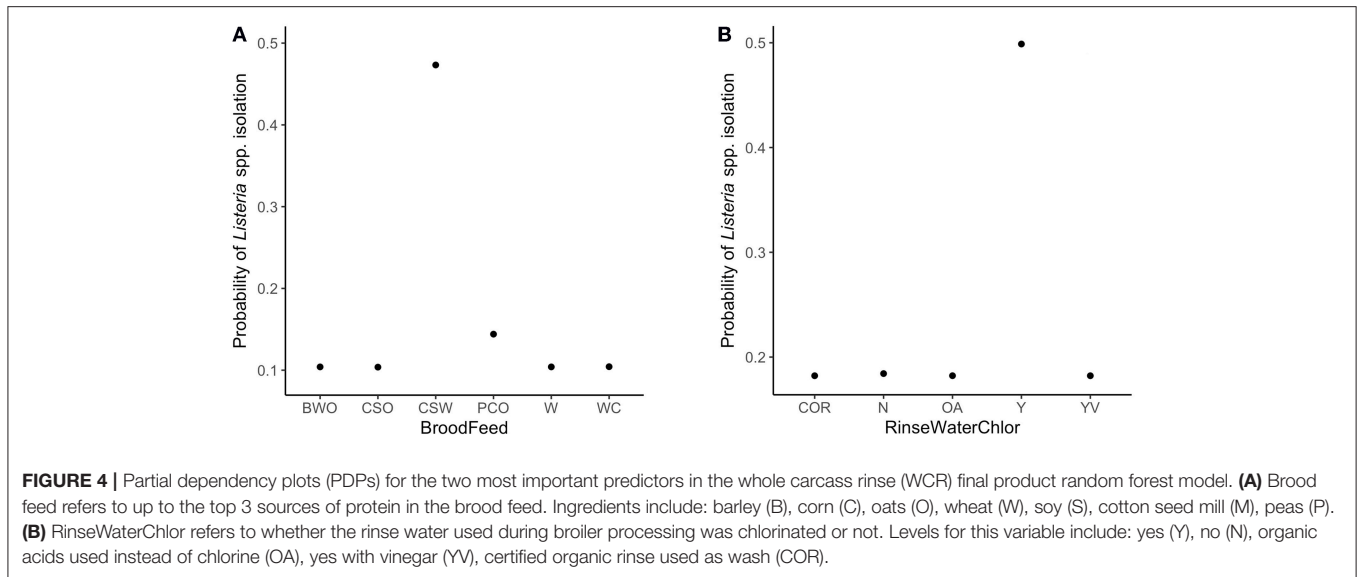 A
0.5
0.4
0.3
0.2
0.1
Probability of Listeria spp. isolation
BWO CSO CSW PCO W WC
BroodFeed
B
0.5
0.4
0.3
0.2
Probability of Listeria spp. isolation
COR N OA Y YV
RinseWaterChlor
FIGURE 4 | Partial dependency plots (PDPs) for the two most important predictors in the whole carcass rinse (WCR) final product random forest model. (A) Brood
feed refers to up to the top 3 sources of protein in the brood feed. Ingredients include: barley (B), corn (C), oats (O), wheat (W), soy (S), cotton seed mill (M), peas (P).
(B) RinseWaterChlor refers to whether the rinse water used during broiler processing was chlorinated or not. Levels for this variable include: yes (Y), no (N), organic
acids used instead of chlorine (OA), yes with vinegar (YV), certified organic rinse used as wash (COR).